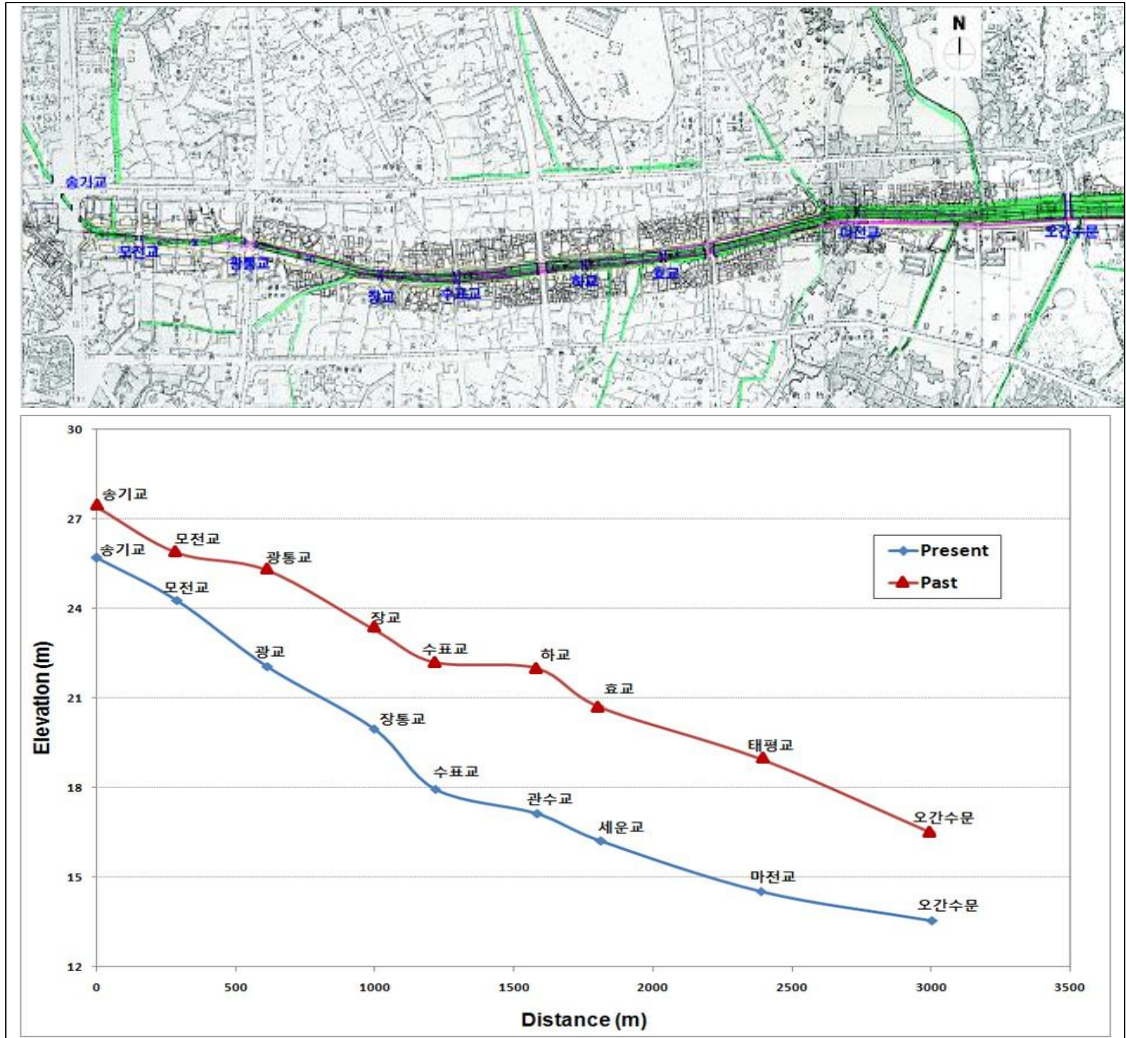 N
송기교
모전교
광통교
장교
수표교
하교
효교
마전교
오간수문
30
27
24
21
18
15
12
Elevation (m)
송기교
모전교
광통교
장교
수표교
하교
효교
태평교
오간수문
송기교
모전교
광교
장통교
수표교
관수교
세운교
마전교
오간수문
Present
Past
0 500 1000 1500 2000 2500 3000 3500
Distance (m)